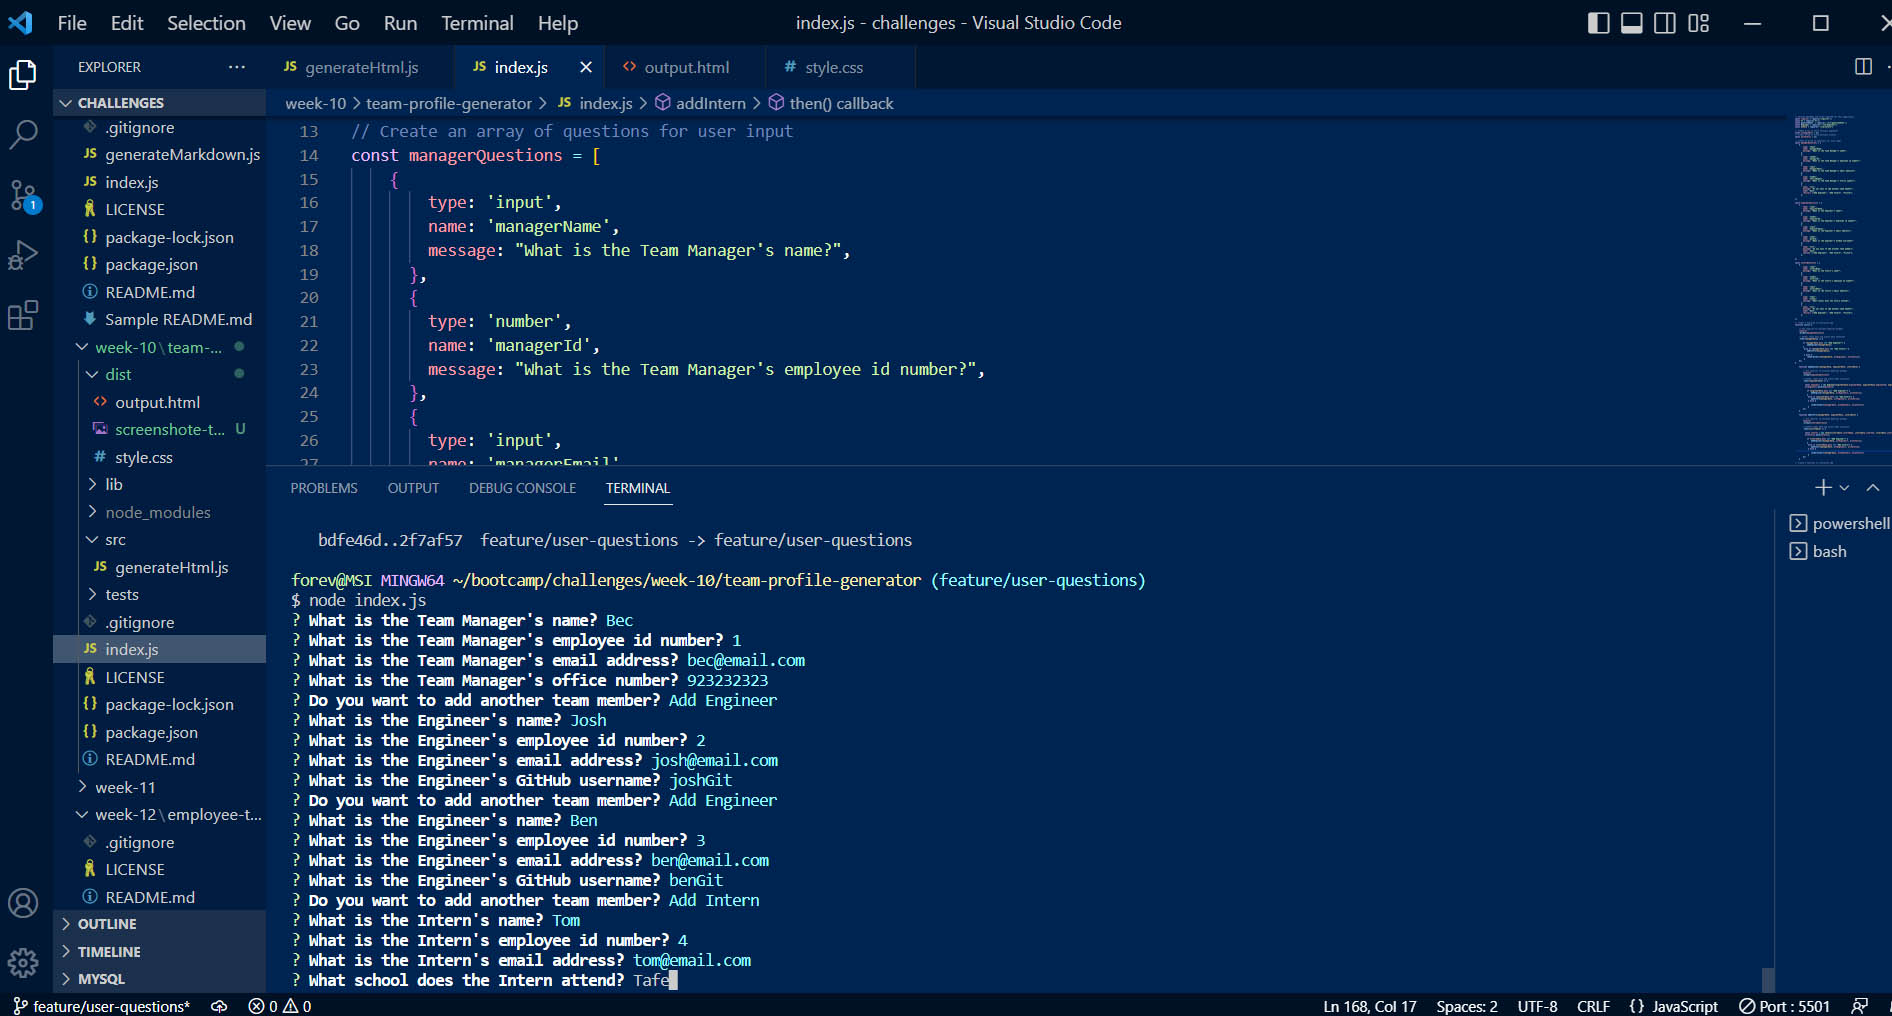 File Edit Selection View Go Run Terminal Help
index.js - challenges - Visual Studio Code
EXPLORER ...
JS generateHtml.js
JS index.js
<> output.html
# style.css
week-10 > team-profile-generator > JS index.js > addIntern > then() callback
CHALLENGES
.gitignore
JS generateMarkdown.js
JS index.js
LICENSE
{} package-lock.json
{} package.json
README.md
Sample README.md
week-10\team-...
dist
<> output.html
screenshote-t... U
# style.css
lib
node_modules
src
JS generateHtml.js
tests
.gitignore
JS index.js
LICENSE
{} package-lock.json
{} package.json
README.md
week-11
week-12\employee-t...
.gitignore
LICENSE
README.md
OUTLINE
TIMELINE
MYSQL
1
13 // Create an array of questions for user input
14 const managerQuestions = [
15 {
16 type: 'input',
17 name: 'managerName',
18 message: "What is the Team Manager's name?",
19 },
20 {
21 type: 'number',
22 name: 'managerId',
23 message: "What is the Team Manager's employee id number?",
24 },
25 {
26 type: 'input',
27 name: 'managerEmail'
PROBLEMS OUTPUT DEBUG CONSOLE TERMINAL
powershell
bash
bdfe46d..2f7af57 feature/user-questions -> feature/user-questions
forev@MSI MINGW64 ~/bootcamp/challenges/week-10/team-profile-generator (feature/user-questions)
$ node index.js
? What is the Team Manager's name? Bec
? What is the Team Manager's employee id number? 1
? What is the Team Manager's email address? bec@email.com
? What is the Team Manager's office number? 923232323
? Do you want to add another team member? Add Engineer
? What is the Engineer's name? Josh
? What is the Engineer's employee id number? 2
? What is the Engineer's email address? josh@email.com
? What is the Engineer's GitHub username? joshGit
? Do you want to add another team member? Add Engineer
? What is the Engineer's name? Ben
? What is the Engineer's employee id number? 3
? What is the Engineer's email address? ben@email.com
? What is the Engineer's GitHub username? benGit
? Do you want to add another team member? Add Intern
? What is the Intern's name? Tom
? What is the Intern's employee id number? 4
? What is the Intern's email address? tom@email.com
? What school does the Intern attend? Tafe
feature/user-questions* 0 0
Ln 168, Col 17 Spaces: 2 UTF-8 CRLF {} JavaScript Port : 5501